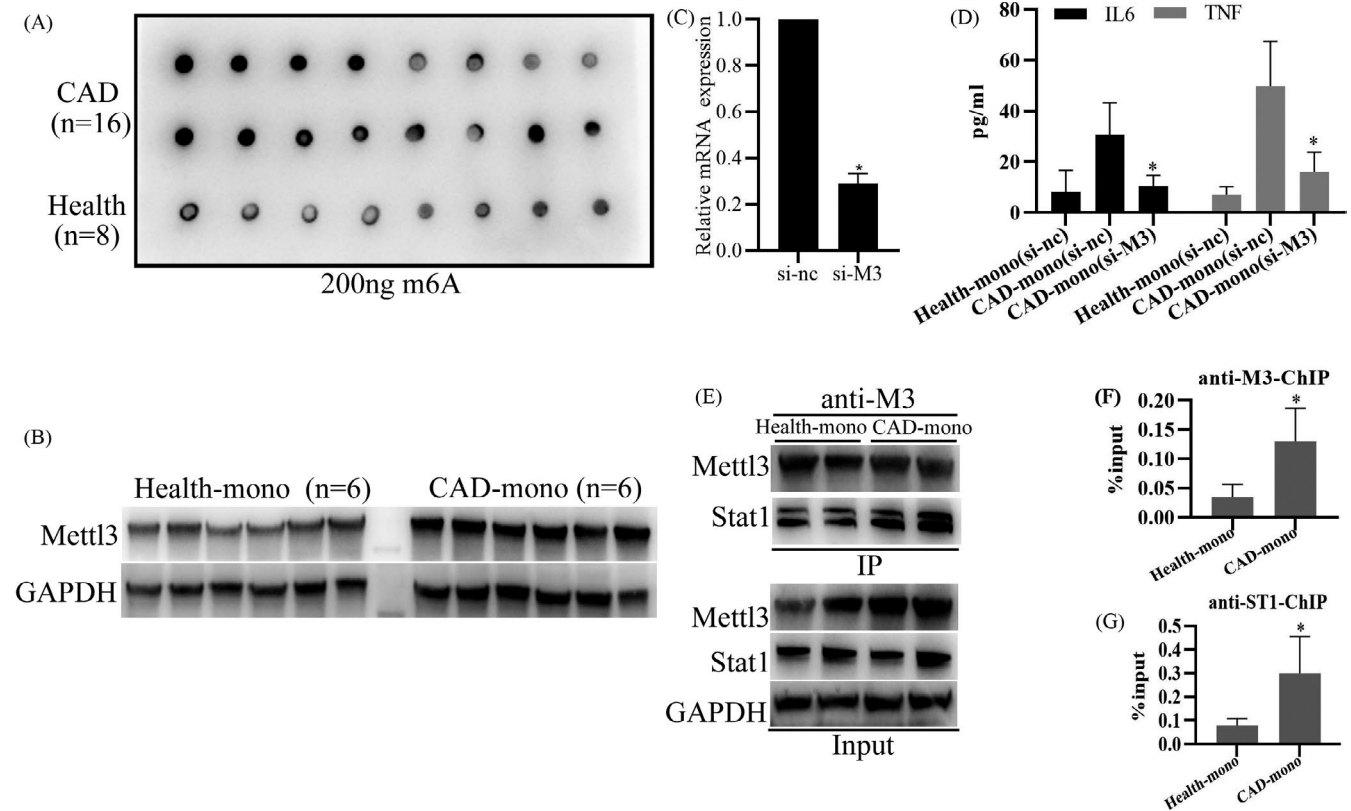 (A)
CAD
(n=16)
Health
(n=8)
200ng m6A
(C)
Relative mRNA expression
1.0
0.8
0.6
0.4
0.2
0.0
*
si-nc
si-M3
(D)
IL6
TNF
pg/ml
80
60
40
20
0
*
*
Health-mono(si-nc)
CAD-mono(si-nc)
CAD-mono(si-M3)
Health-mono(si-nc)
CAD-mono(si-nc)
CAD-mono(si-M3)
(B)
Health-mono (n=6)
CAD-mono (n=6)
Mettl3
GAPDH
(E)
anti-M3
Health-mono
CAD-mono
Mettl3
Stat1
IP
Mettl3
Stat1
GAPDH
Input
(F)
anti-M3-ChIP
%input
0.20
0.15
0.10
0.05
0.00
*
Health-mono
CAD-mono
(G)
anti-ST1-ChIP
%input
0.5
0.4
0.3
0.2
0.1
0.0
*
Health-mono
CAD-mono